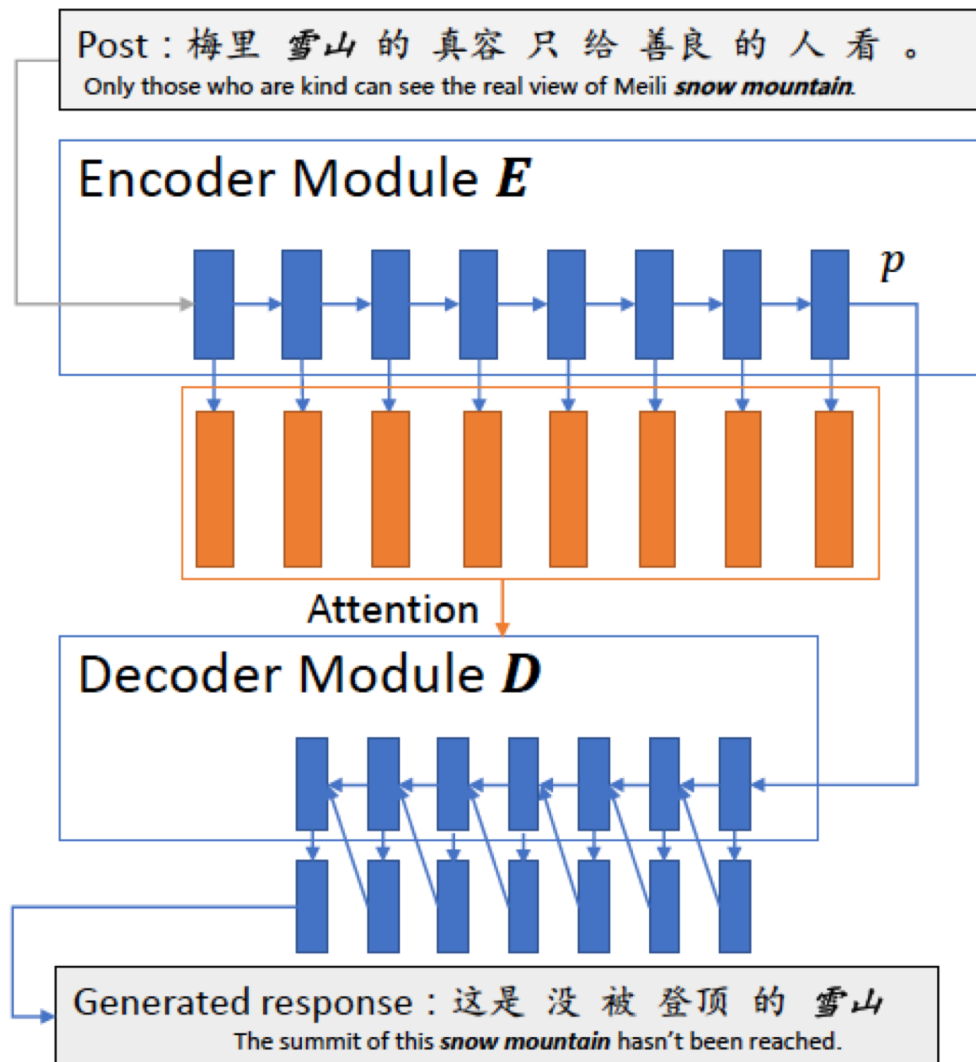 Post : 梅里 雪山 的 真容 只 给 善良 的 人 看 。
Only those who are kind can see the real view of Meili snow mountain.
Encoder Module E
p
Attention
Decoder Module D
Generated response : 这是 没 被 登顶 的 雪山
The summit of this snow mountain hasn't been reached.